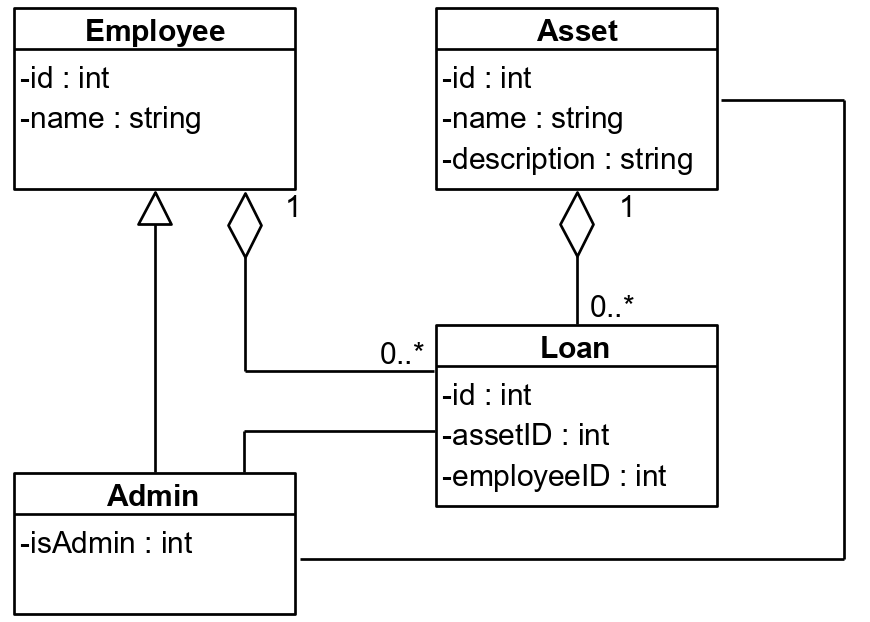 Employee
-id : int
-name : string
1
Asset
-id : int
-name : string
-description : string
1
0..*
0..*
Loan
-id : int
-assetID : int
-employeeID : int
Admin
-isAdmin : int